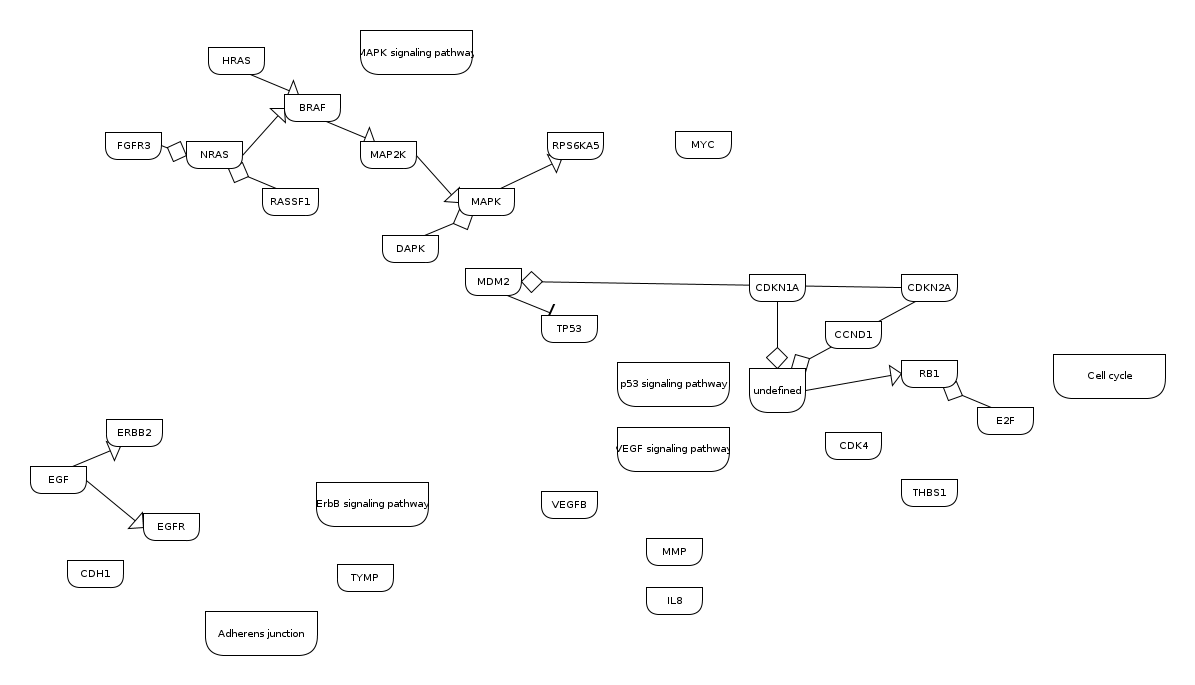 MAPK signaling pathway
HRAS
BRAF
FGFR3
NRAS
MAP2K
RPS6KA5
MYC
RASSF1
MAPK
DAPK
MDM2
CDKN1A
CDKN2A
TP53
CCND1
p53 signaling pathway
undefined
RB1
Cell cycle
E2F
ERBB2
VEGF signaling pathway
CDK4
EGF
ErbB signaling pathway
VEGFB
THBS1
EGFR
MMP
CDH1
TYMP
IL8
Adherens junction